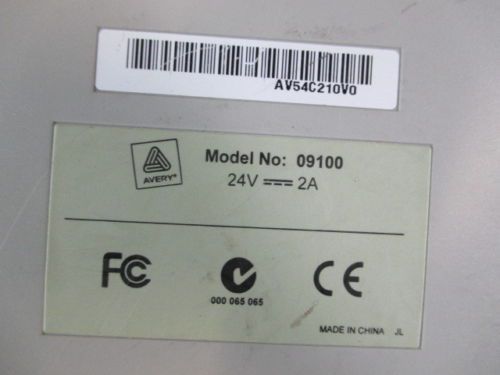 AV54C210V0
AVERY®
Model No: 09100
24V ⎓ 2A
FC
CE
000 065 065
MADE IN CHINA JL